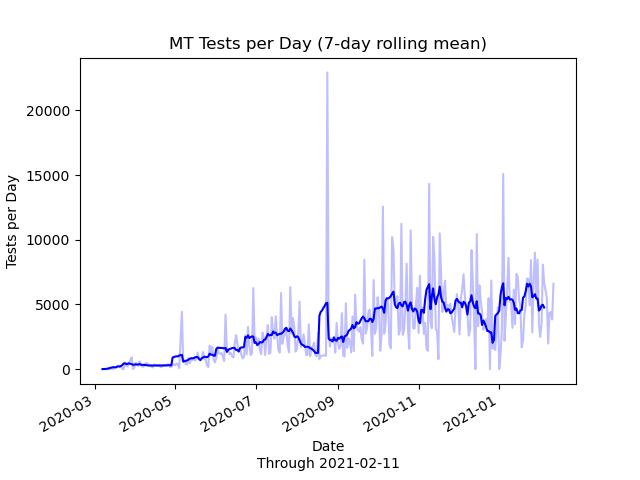 MT Tests per Day (7-day rolling mean)
Tests per Day
20000
15000
10000
5000
0
2020-03
2020-05
2020-07
2020-09
2020-11
2021-01
Date
Through 2021-02-11